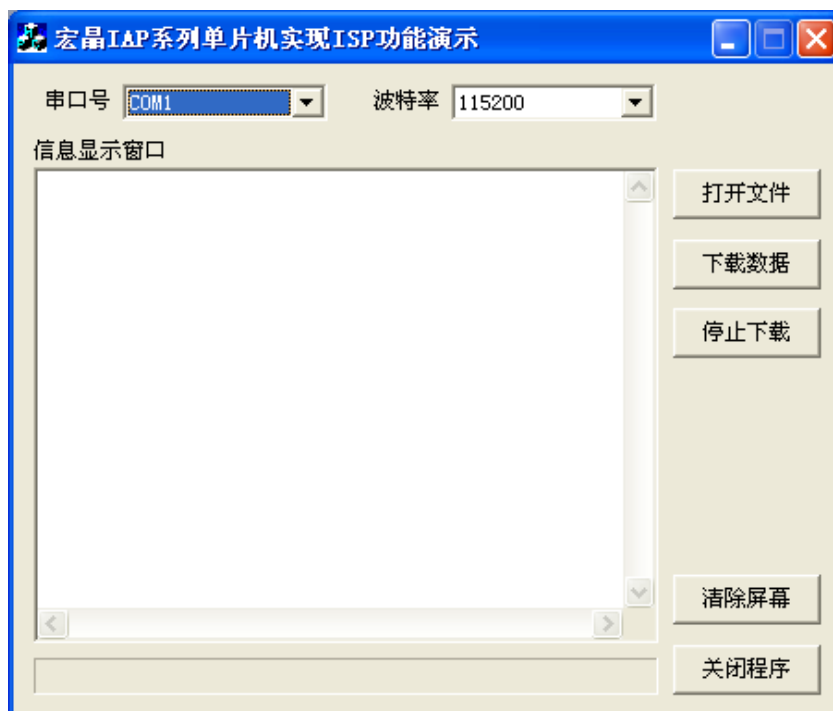 宏晶IAP系列单片机实现ISP功能演示
串口号 COM1 波特率 115200
信息显示窗口
打开文件
下载数据
停止下载
清除屏幕
关闭程序